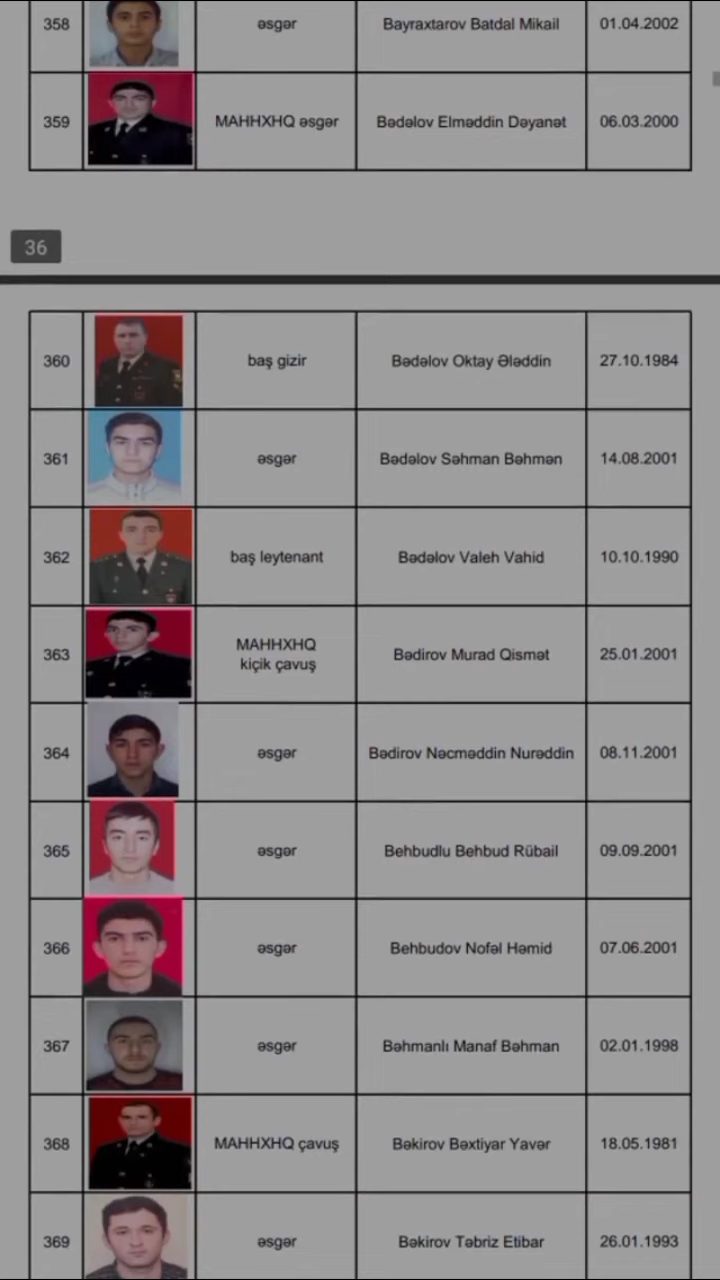 358 əsgər Bayraxtarov Batdal Mikail 01.04.2002
359 MAHHXHQ əsgər Bədəlov Elməddin Dəyanət 06.03.2000
36
360 baş gizir Bədəlov Oktay Ələddin 27.10.1984
361 əsgər Bədəlov Səhman Bəhmən 14.08.2001
362 baş leytenant Bədəlov Valeh Vahid 10.10.1990
363 MAHHXHQ
kiçik çavuş Bədirov Murad Qismət 25.01.2001
364 əsgər Bədirov Nəcməddin Nurəddin 08.11.2001
365 əsgər Behbudlu Behbud Rübail 09.09.2001
366 əsgər Behbudov Nofəl Həmid 07.06.2001
367 əsgər Bəhmanlı Manaf Bəhman 02.01.1998
368 MAHHXHQ çavuş Bəkirov Bəxtiyar Yavər 18.05.1981
369 əsgər Bəkirov Təbriz Etibar 26.01.1993